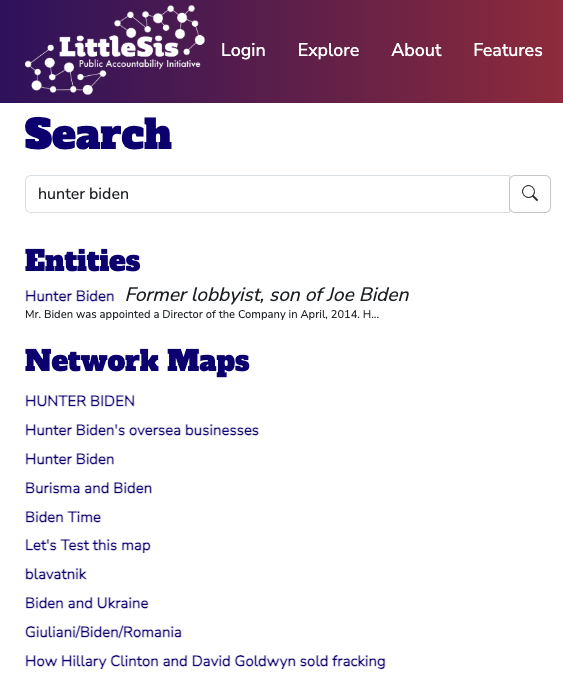 LittleSis
Public Accountability Initiative
Login Explore About Features
Search
hunter biden
Entities
Hunter Biden Former lobbyist, son of Joe Biden
Mr. Biden was appointed a Director of the Company in April, 2014. H...
Network Maps
HUNTER BIDEN
Hunter Biden's oversea businesses
Hunter Biden
Burisma and Biden
Biden Time
Let's Test this map
blavatnik
Biden and Ukraine
Giuliani/Biden/Romania
How Hillary Clinton and David Goldwyn sold fracking